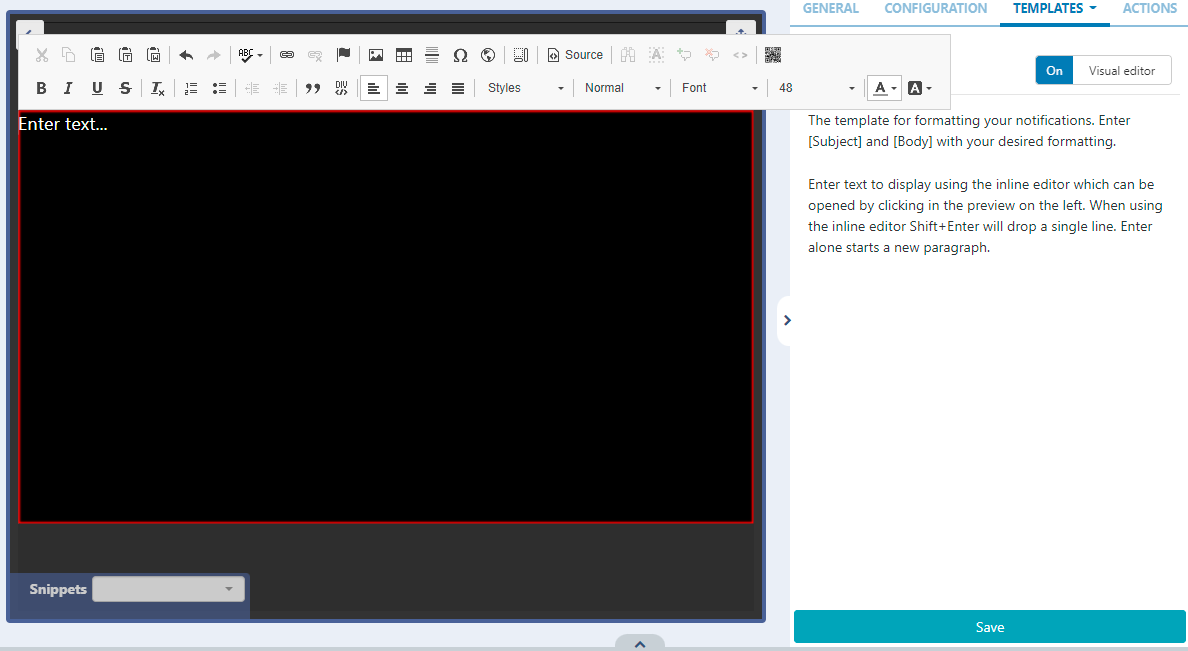 GENERAL CONFIGURATION TEMPLATES ACTIONS
ABC Source
On Visual editor
B I U S Ix DIV Styles Normal Font 48 A A
Enter text...
The template for formatting your notifications. Enter
[Subject] and [Body] with your desired formatting.
Enter text to display using the inline editor which can be
opened by clicking in the preview on the left. When using
the inline editor Shift+Enter will drop a single line. Enter
alone starts a new paragraph.
Snippets
Save